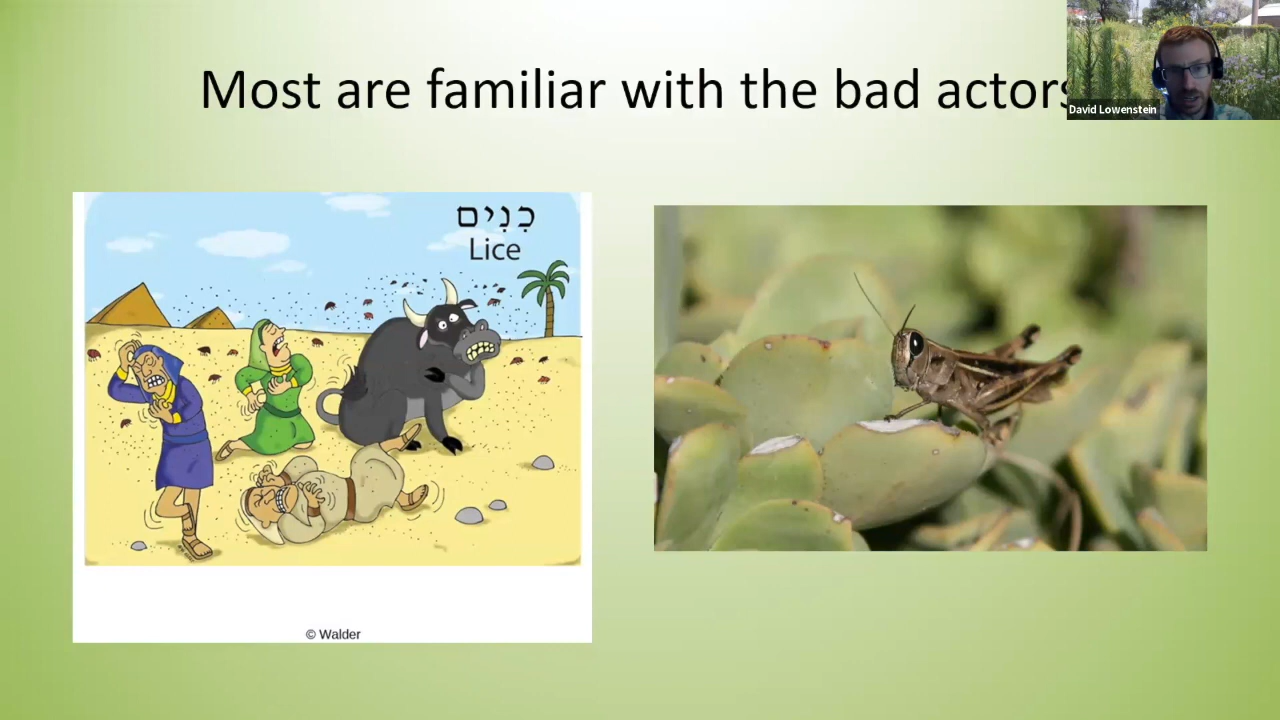 Most are familiar with the bad actors
David Lowenstein
כִּנִים
Lice
© Walder